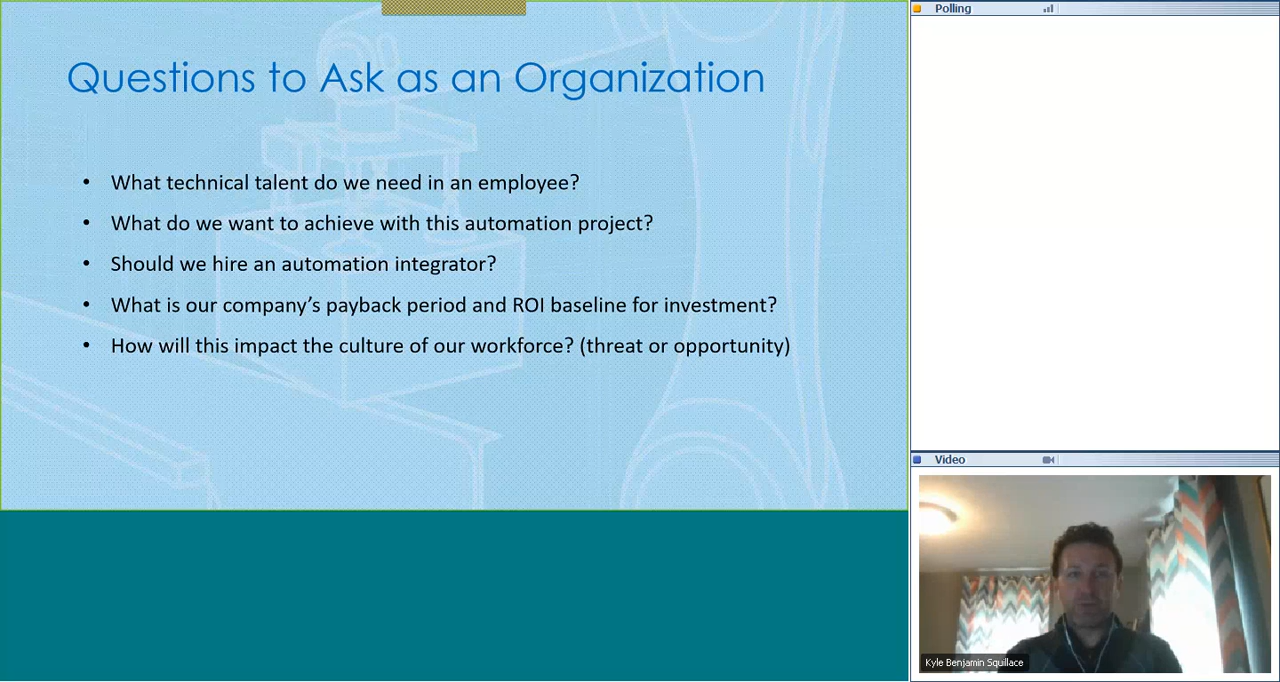 Questions to Ask as an Organization
• What technical talent do we need in an employee?
• What do we want to achieve with this automation project?
• Should we hire an automation integrator?
• What is our company’s payback period and ROI baseline for investment?
• How will this impact the culture of our workforce? (threat or opportunity)
Polling
Video
Kyle Benjamin Squillace